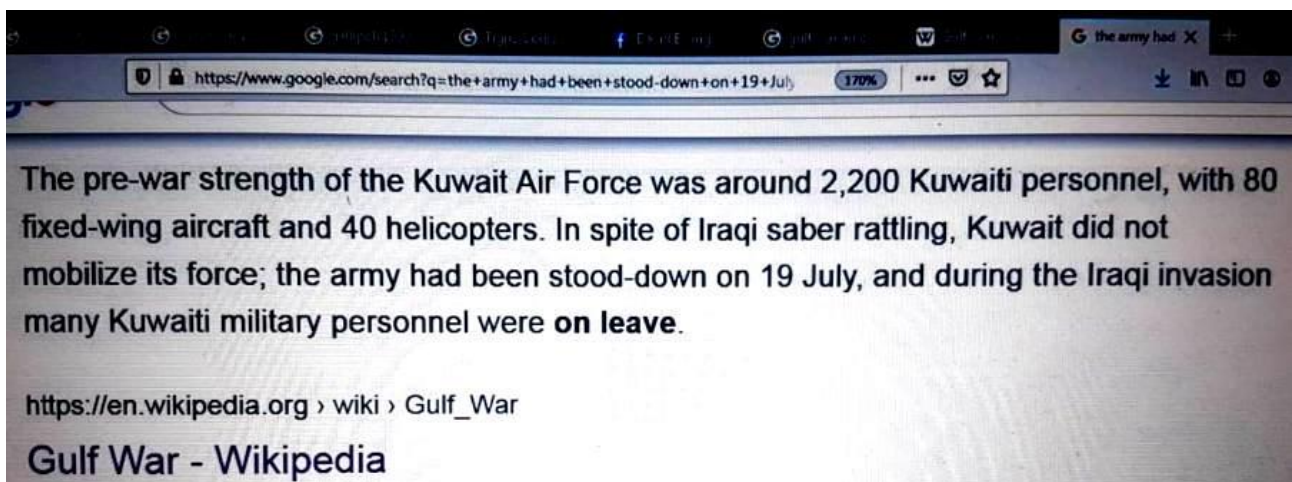 the army had
https://www.google.com/search?q=the+army+had+been+stood-down+on+19+July
170%
The pre-war strength of the Kuwait Air Force was around 2,200 Kuwaiti personnel, with 80
fixed-wing aircraft and 40 helicopters. In spite of Iraqi saber rattling, Kuwait did not
mobilize its force; the army had been stood-down on 19 July, and during the Iraqi invasion
many Kuwaiti military personnel were on leave.
https://en.wikipedia.org › wiki › Gulf_War
Gulf War - Wikipedia